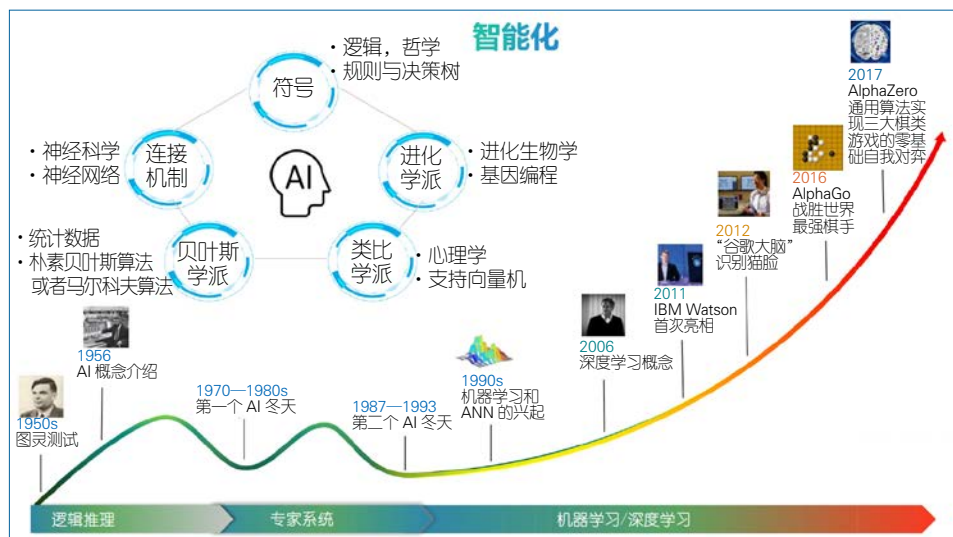 智能化
• 逻辑，哲学
• 规则与决策树
符号
• 神经科学
• 神经网络
连接
机制
AI
进化
学派
• 进化生物学
• 基因编程
• 统计数据
• 朴素贝叶斯算法
或者马尔科夫算法
贝叶斯
学派
类比
学派
• 心理学
• 支持向量机
1950s
图灵测试
1956
AI 概念介绍
1970—1980s
第一个 AI 冬天
1987—1993
第二个 AI 冬天
1990s
机器学习和
ANN 的兴起
2006
深度学习概念
2011
IBM Watson
首次亮相
2012
“谷歌大脑”
识别猫脸
2016
AlphaGo
战胜世界
最强棋手
2017
AlphaZero
通用算法实
现三大棋类
游戏的零基
础自我对弈
逻辑推理
专家系统
机器学习/深度学习